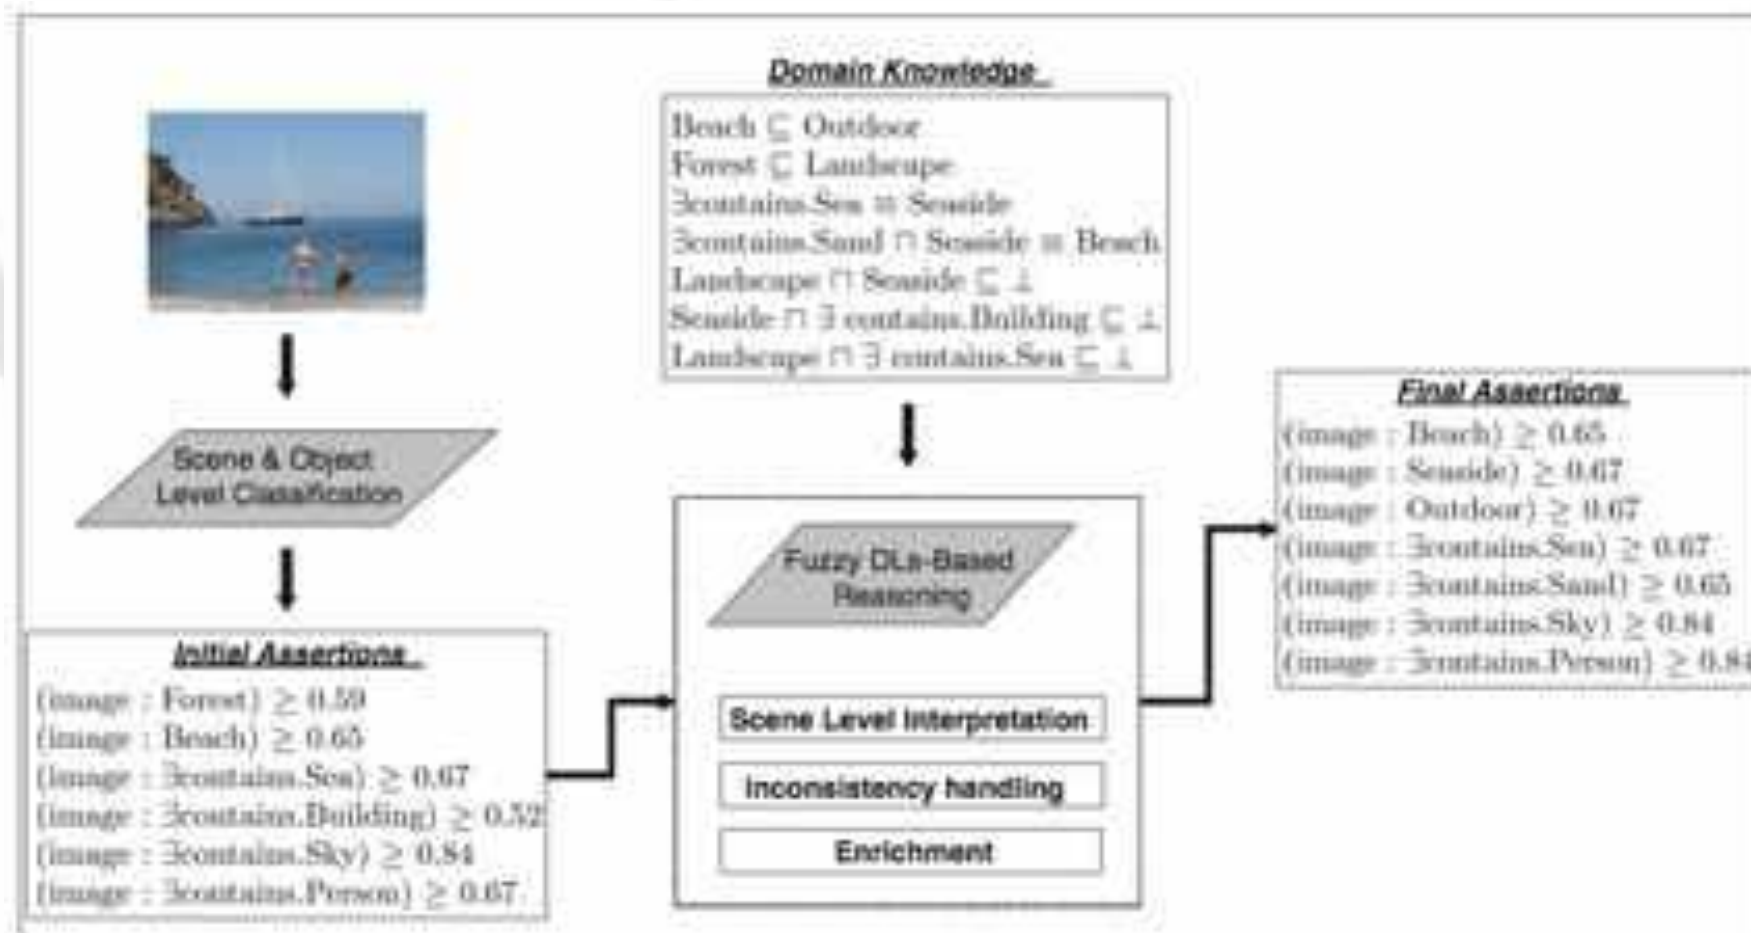 Domain Knowledge
Beach ⊑ Outdoor
Forest ⊑ Landscape
∃contains.Sea ≡ Seaside
∃contains.Sand ⊓ Seaside ≡ Beach
Landscape ⊓ Seaside ⊑ ⊥
Seaside ⊓ ∃ contains.Building ⊑ ⊥
Landscape ⊓ ∃ contains.Sea ⊑ ⊥
Scene & Object
Level Classification
Initial Assertions
(image : Forest) ≥ 0.59
(image : Beach) ≥ 0.65
(image : ∃contains.Sea) ≥ 0.67
(image : ∃contains.Building) ≥ 0.52
(image : ∃contains.Sky) ≥ 0.84
(image : ∃contains.Person) ≥ 0.67
Fuzzy DLs-Based
Reasoning
Scene Level Interpretation
Inconsistency handling
Enrichment
Final Assertions
(image : Beach) ≥ 0.65
(image : Seaside) ≥ 0.67
(image : Outdoor) ≥ 0.67
(image : ∃contains.Sea) ≥ 0.67
(image : ∃contains.Sand) ≥ 0.65
(image : ∃contains.Sky) ≥ 0.84
(image : ∃contains.Person) ≥ 0.84